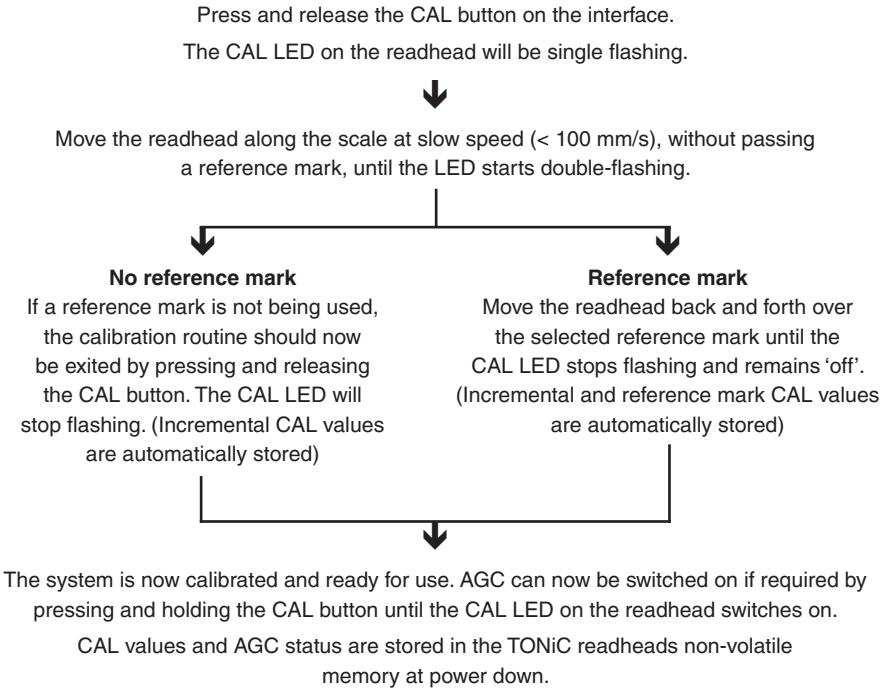 Press and release the CAL button on the interface.
The CAL LED on the readhead will be single flashing.
Move the readhead along the scale at slow speed (< 100 mm/s), without passing
a reference mark, until the LED starts double-flashing.
No reference mark
If a reference mark is not being used,
the calibration routine should now
be exited by pressing and releasing
the CAL button. The CAL LED will
stop flashing. (Incremental CAL values
are automatically stored)
Reference mark
Move the readhead back and forth over
the selected reference mark until the
CAL LED stops flashing and remains ‘off’.
(Incremental and reference mark CAL values
are automatically stored)
The system is now calibrated and ready for use. AGC can now be switched on if required by
pressing and holding the CAL button until the CAL LED on the readhead switches on.
CAL values and AGC status are stored in the TONiC readheads non-volatile
memory at power down.